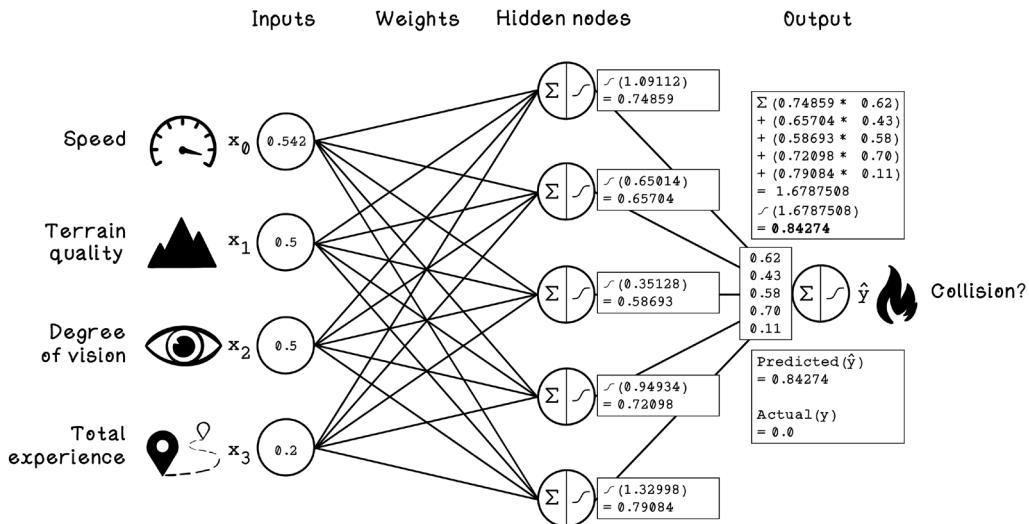 Inputs Weights Hidden nodes Output
Speed
x0
0.542
Terrain
quality
x1
0.5
Degree
of vision
x2
0.5
Total
experience
x3
0.2
Σ
(1.09112)
= 0.74859
Σ
(0.65014)
= 0.65704
Σ
(0.35128)
= 0.58693
Σ
(0.94934)
= 0.72098
Σ
(1.32998)
= 0.79084
Σ (0.74859 * 0.62)
+ (0.65704 * 0.43)
+ (0.58693 * 0.58)
+ (0.72098 * 0.70)
+ (0.79084 * 0.11)
= 1.6787508
(1.6787508)
= 0.84274
0.62
0.43
0.58
0.70
0.11
Σ
ŷ
Collision?
Predicted(ŷ)
= 0.84274
Actual(y)
= 0.0